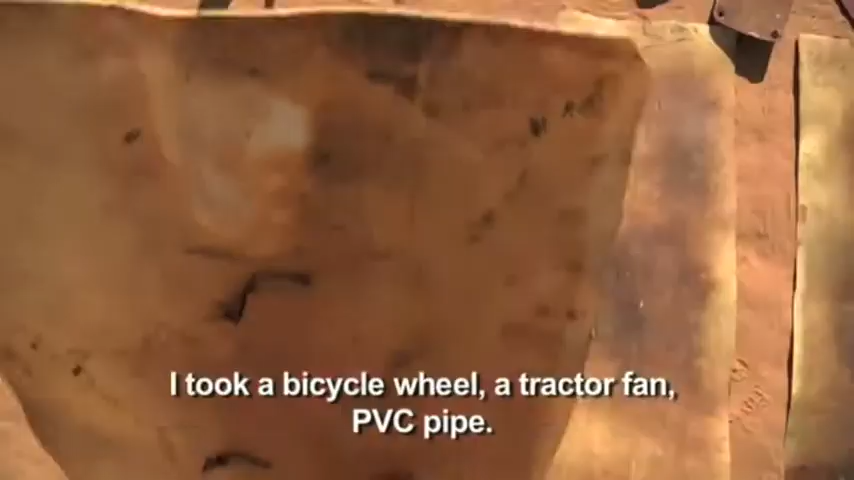 I took a bicycle wheel, a tractor fan,
PVC pipe.